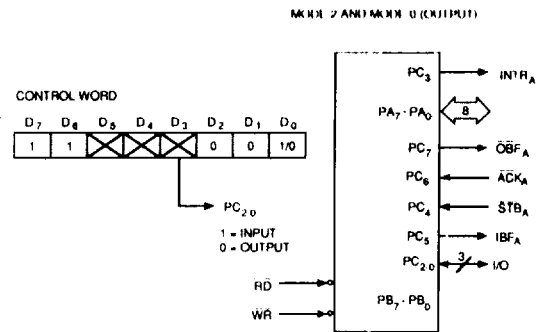 MODE 2 AND MODE 0 (OUTPUT)
CONTROL WORD
D7 D6 D5 D4 D3 D2 D1 D0
1 1 0 0 1/0
PC2·0
1 = INPUT
0 = OUTPUT
RD
WR
PC3 INTRA
PA7 - PA0 8
PC7 OBFA
PC6 ACKA
PC4 STBA
PC5 IBFA
PC2·0 3 I/O
PB7 - PB0